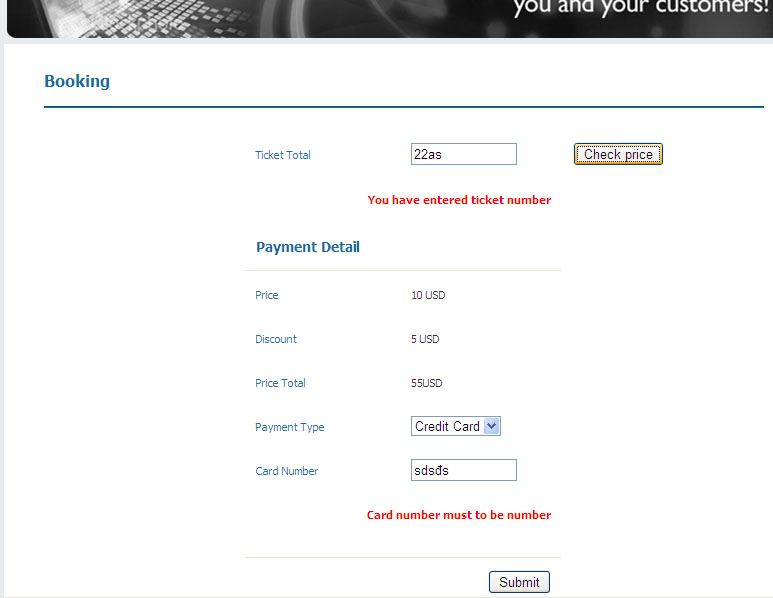 you and your customers!
Booking
Ticket Total 22as Check price
You have entered ticket number
Payment Detail
Price 10 USD
Discount 5 USD
Price Total 55USD
Payment Type Credit Card
Card Number sdsđs
Card number must to be number
Submit